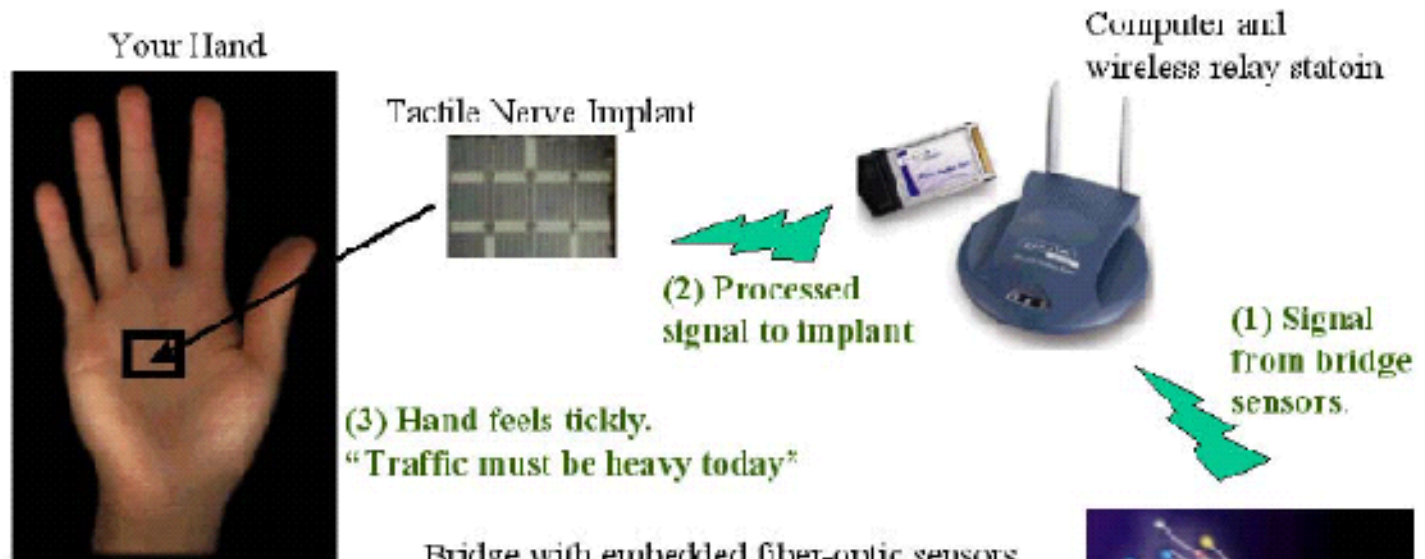 Your Hand
Tactile Nerve Implant
Computer and
wireless relay statoin
(2) Processed
signal to implant
(1) Signal
from bridge
sensors.
(3) Hand feels tickly.
“Traffic must be heavy today”
Bridge with embedded fiber-optic sensors